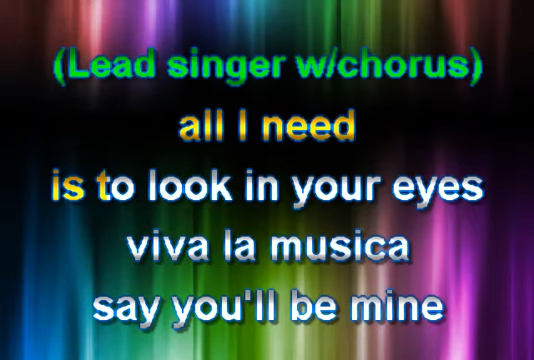 (Lead singer w/chorus)
all I need
is to look in your eyes
viva la musica
say you'll be mine